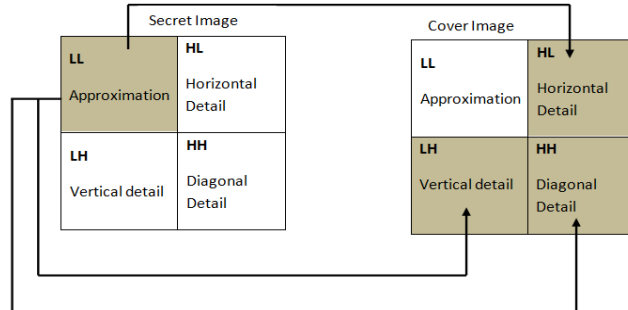 Secret Image
Cover Image
LL
Approximation
HL
Horizontal
Detail
LH
Vertical detail
HH
Diagonal
Detail
LL
Approximation
HL
Horizontal
Detail
LH
Vertical detail
HH
Diagonal
Detail